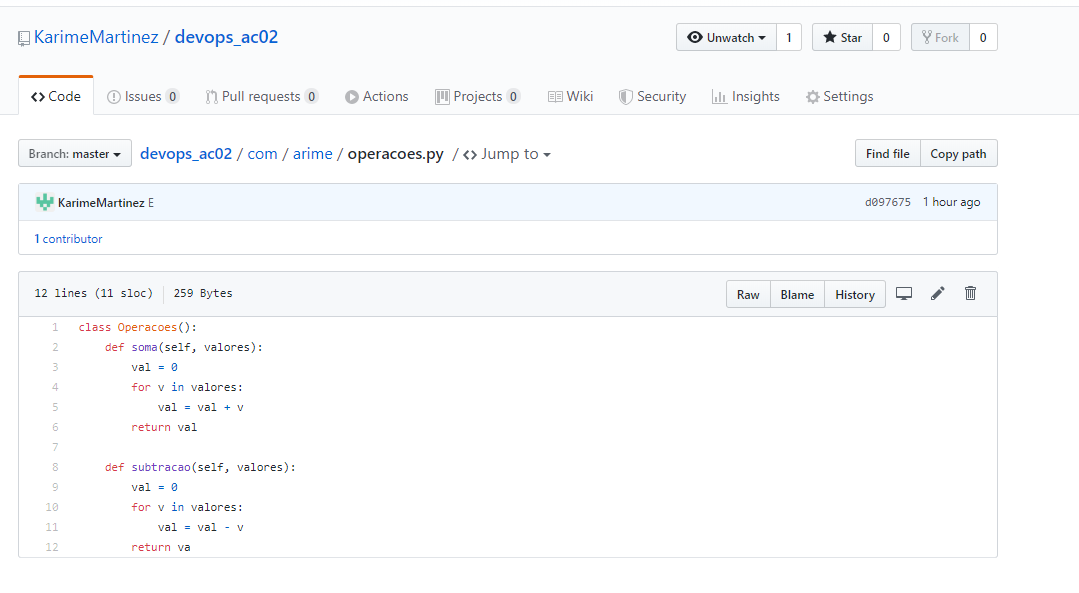 KarimeMartinez / devops_ac02
Unwatch 1 Star 0 Fork 0
Code Issues 0 Pull requests 0 Actions Projects 0 Wiki Security Insights Settings
Branch: master devops_ac02 / com / arime / operacoes.py / <> Jump to Find file Copy path
KarimeMartinez E d097675 1 hour ago
1 contributor
12 lines (11 sloc) 259 Bytes Raw Blame History
1 class Operacoes():
2     def soma(self, valores):
3         val = 0
4         for v in valores:
5             val = val + v
6         return val
7
8     def subtracao(self, valores):
9         val = 0
10         for v in valores:
11             val = val - v
12         return va